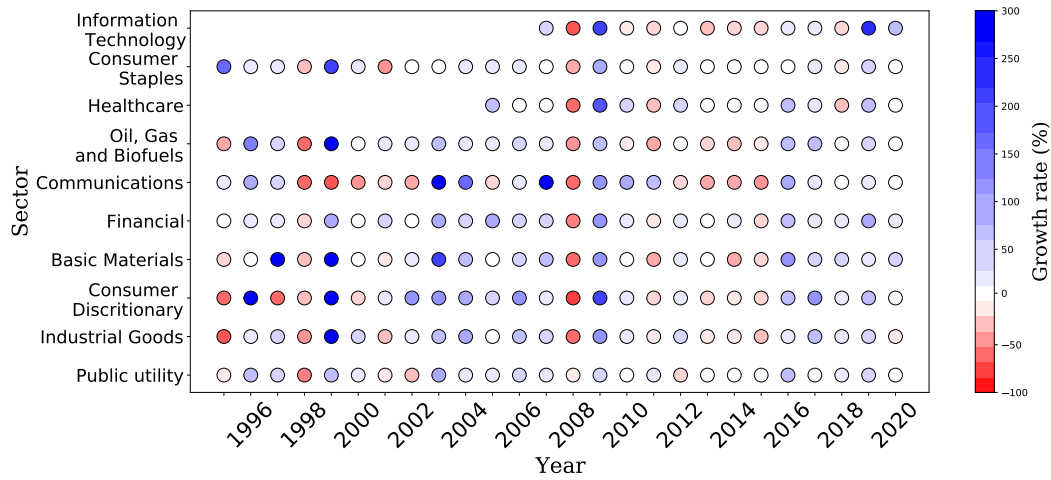 Information
Technology
Consumer
Staples
Healthcare
Oil, Gas
and Biofuels
Communications
Financial
Basic Materials
Consumer
Discritionary
Industrial Goods
Public utility
Sector
1996
1998
2000
2002
2004
2006
2008
2010
2012
2014
2016
2018
2020
Year
300
250
200
150
100
50
0
−50
−100
Growth rate (%)